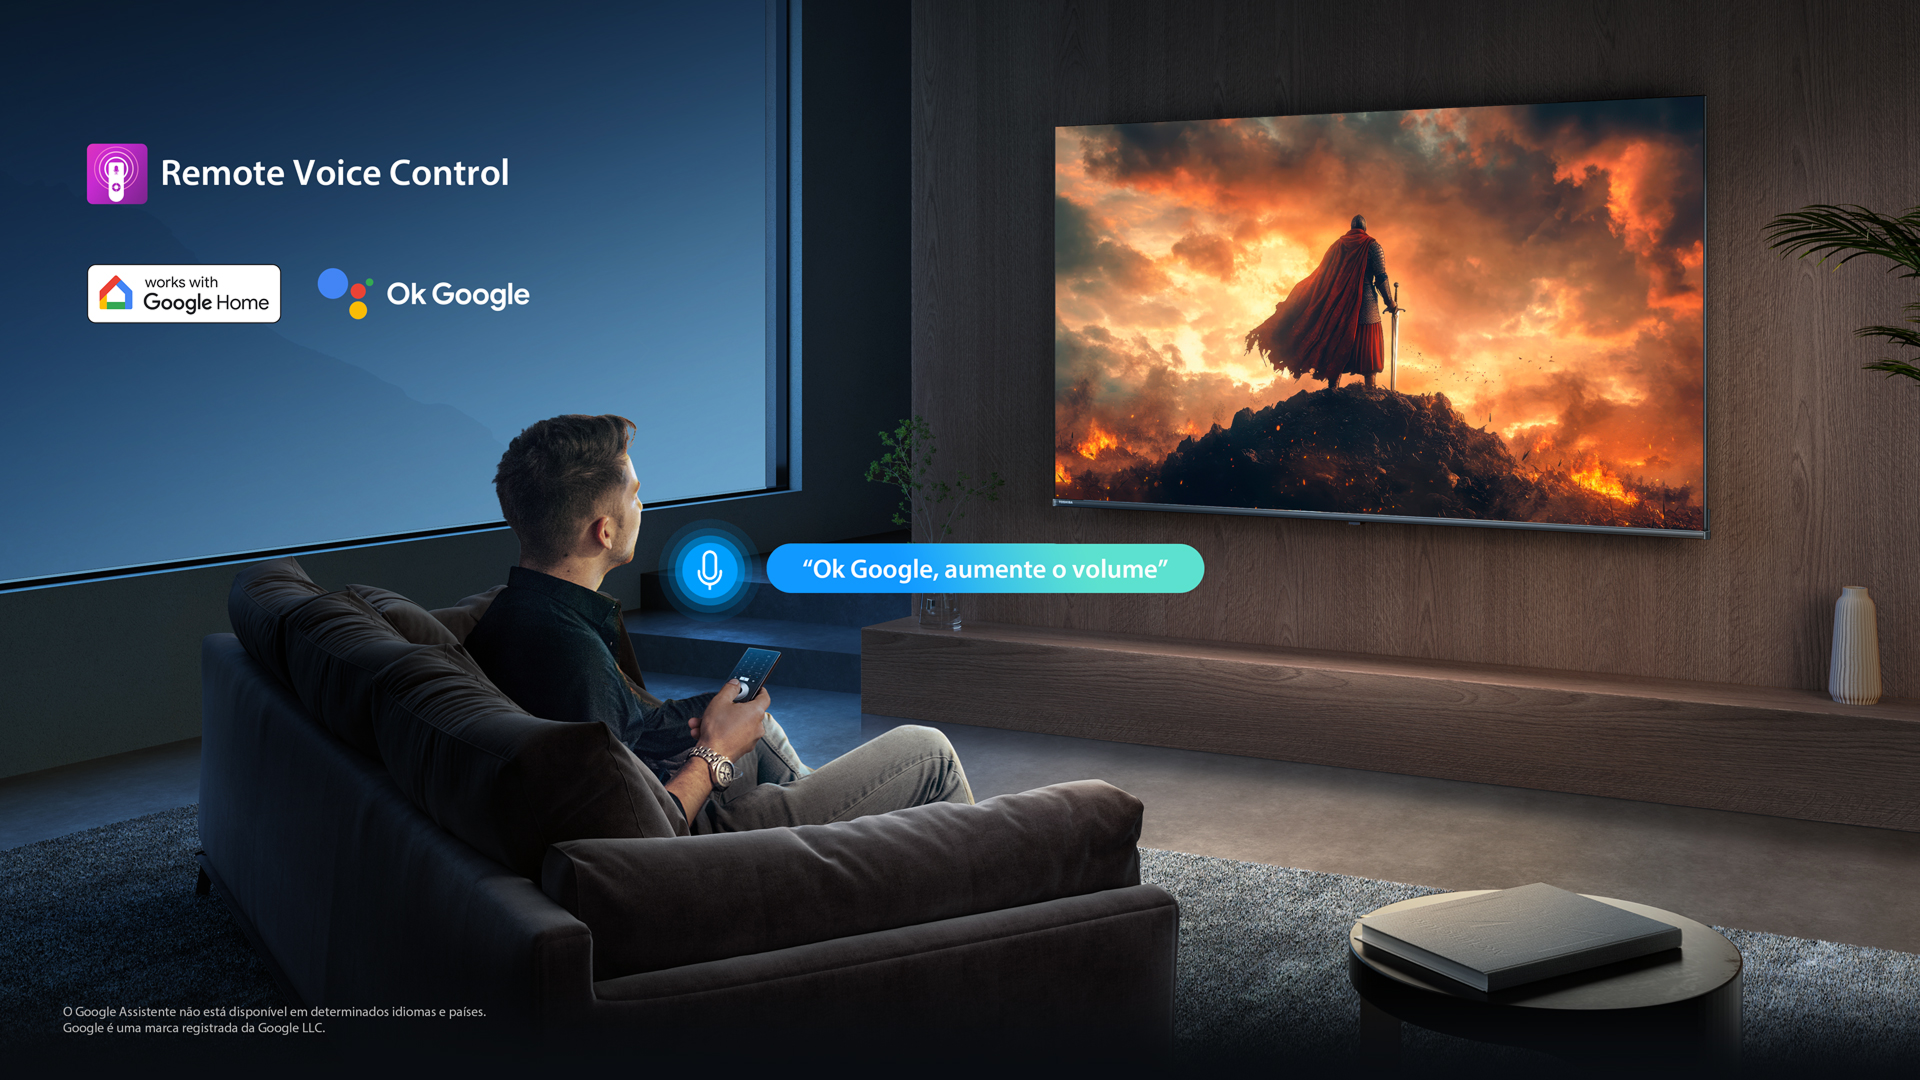 Remote Voice Control
works with
Google Home
Ok Google
“Ok Google, aumente o volume”
TOSHIBA
O Google Assistente não está disponível em determinados idiomas e países.
Google é uma marca registrada da Google LLC.